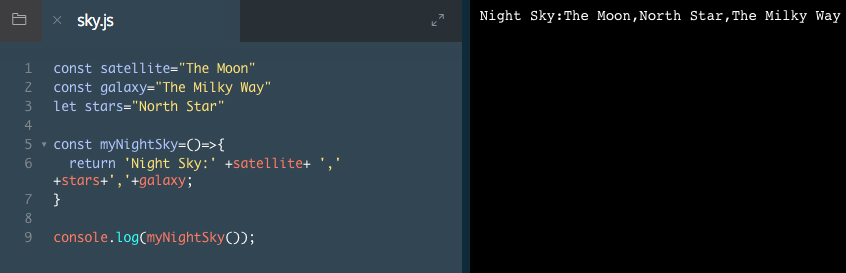 sky.js
1 const satellite="The Moon"
2 const galaxy="The Milky Way"
3 let stars="North Star"
4
5 const myNightSky=()=>{
6 return 'Night Sky:' +satellite+ ','
+stars+','+galaxy;
7 }
8
9 console.log(myNightSky());
Night Sky:The Moon,North Star,The Milky Way